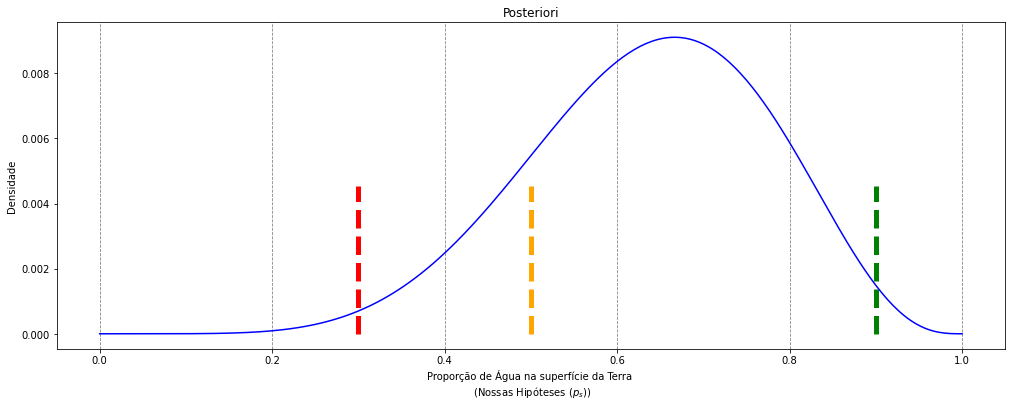 Posteriori
Densidade
0.008
0.006
0.004
0.002
0.000
0.0 0.2 0.4 0.6 0.8 1.0
Proporção de Água na superfície da Terra
(Nossas Hipóteses (pₛ))